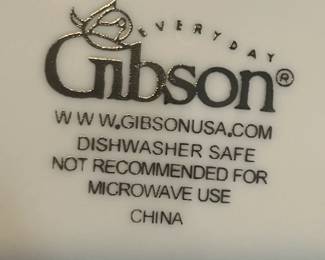 EVERYDAY
Gibson®
WWW.GIBSONUSA.COM
DISHWASHER SAFE
NOT RECOMMENDED FOR
MICROWAVE USE
CHINA